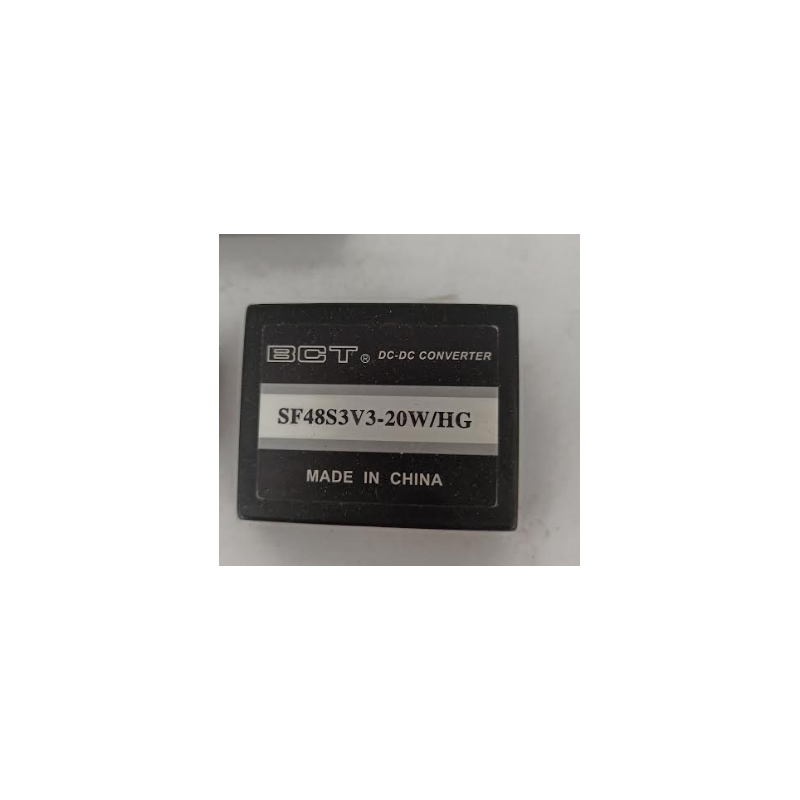 BCT® DC-DC CONVERTER
SF48S3V3-20W/HG
MADE IN CHINA